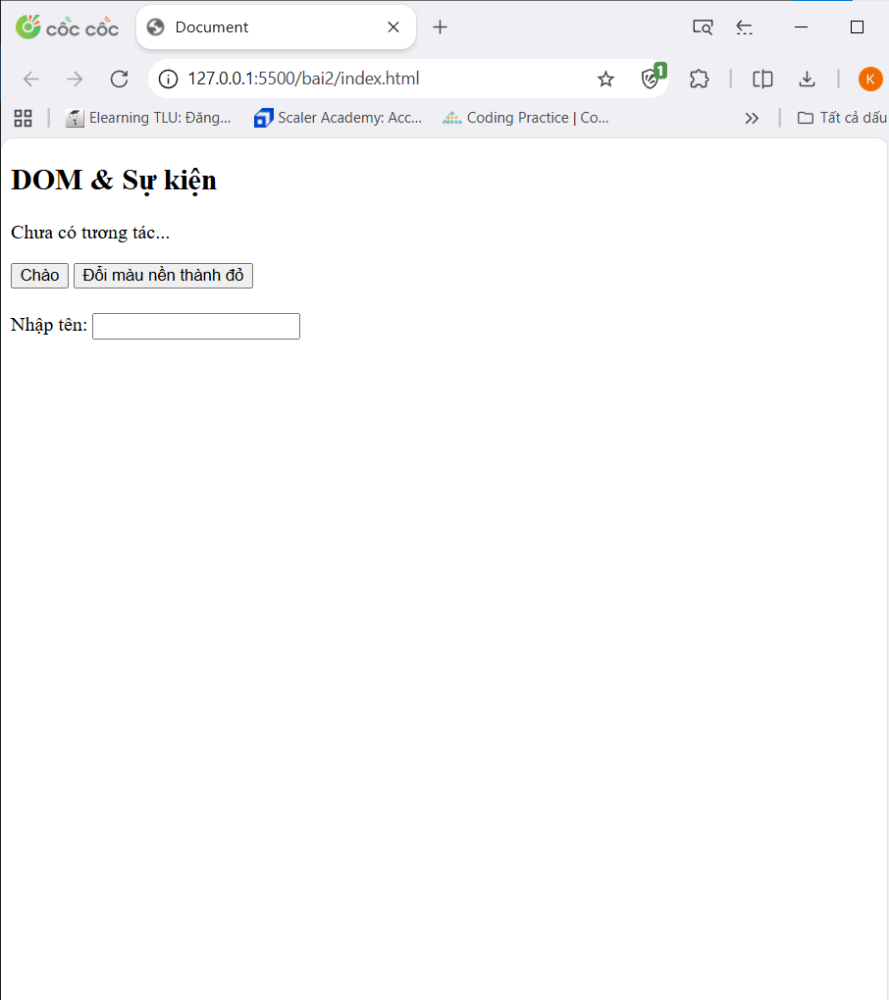 cốc cốc Document
127.0.0.1:5500/bai2/index.html 1 K
Elearning TLU: Đăng... Scaler Academy: Acc... Coding Practice | Co... Tất cả dấu
DOM & Sự kiện
Chưa có tương tác...
Chào Đổi màu nền thành đỏ
Nhập tên: